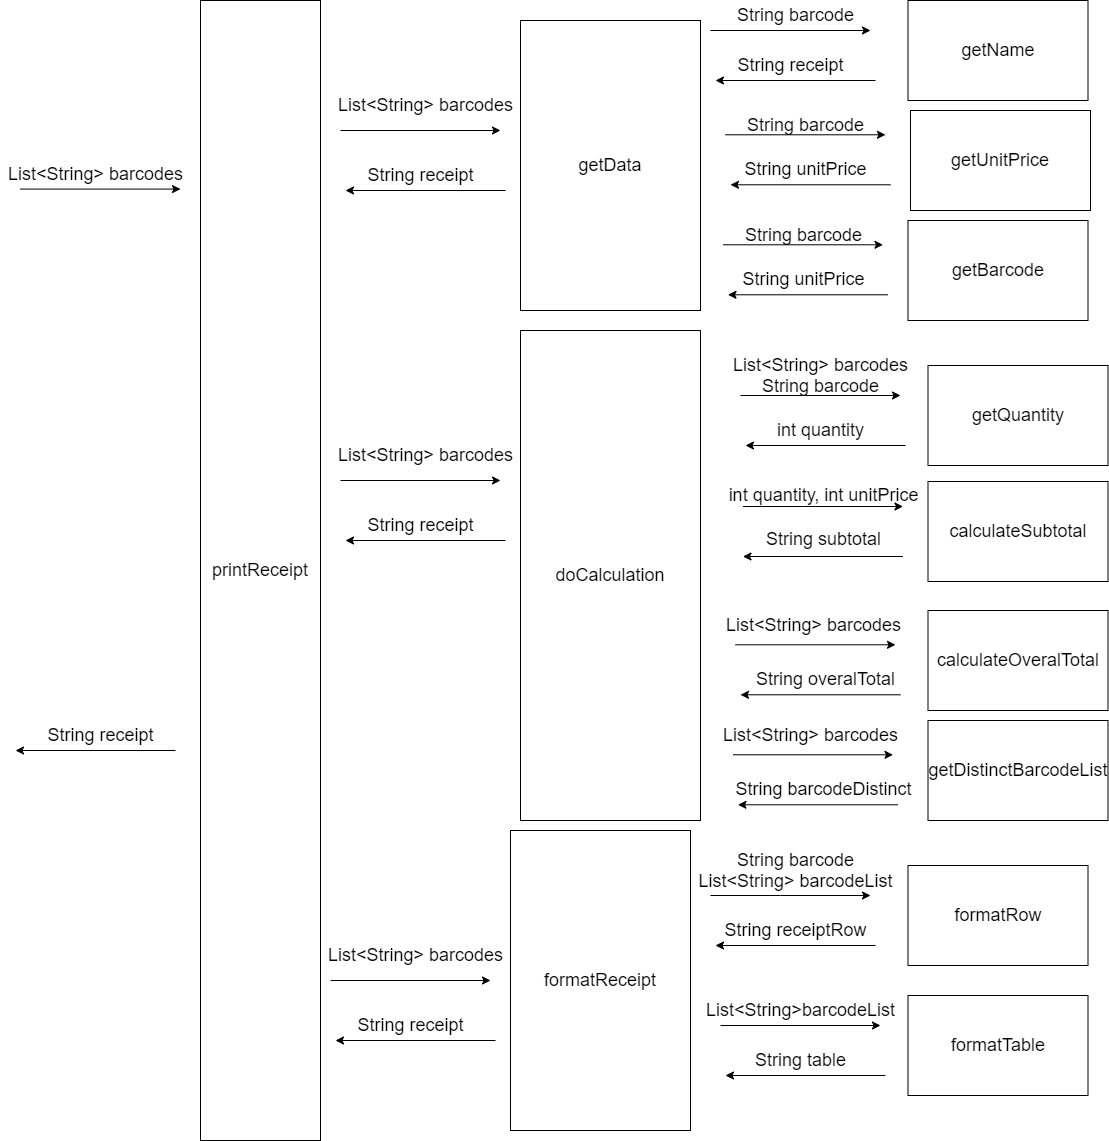 String barcode
getName
String receipt
List<String> barcodes
String barcode
getUnitPrice
getData
String unitPrice
List<String> barcodes
String receipt
String barcode
getBarcode
String unitPrice
List<String> barcodes
String barcode
getQuantity
int quantity
List<String> barcodes
int quantity, int unitPrice
calculateSubtotal
String receipt
String subtotal
printReceipt
doCalculation
List<String> barcodes
calculateOveralTotal
String overalTotal
String receipt
List<String> barcodes
getDistinctBarcodeList
String barcodeDistinct
String barcode
List<String> barcodeList
formatRow
String receiptRow
List<String> barcodes
formatReceipt
List<String>barcodeList
String receipt
formatTable
String table